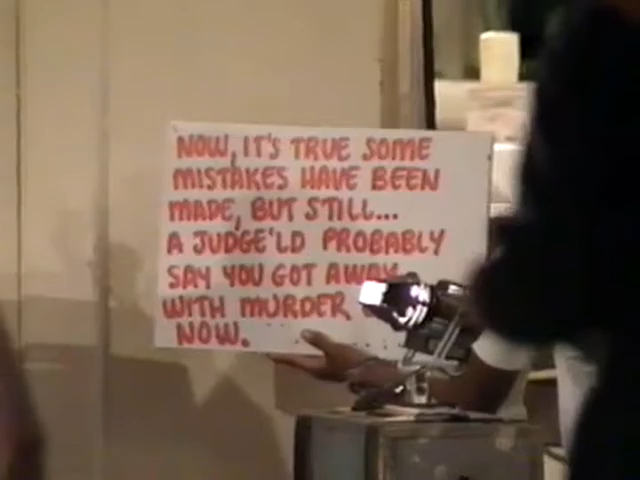 NOW, IT'S TRUE SOME
MISTAKES HAVE BEEN
MADE, BUT STILL...
A JUDGE'LD PROBABLY
SAY YOU GOT AWAY
WITH MURDER
NOW.